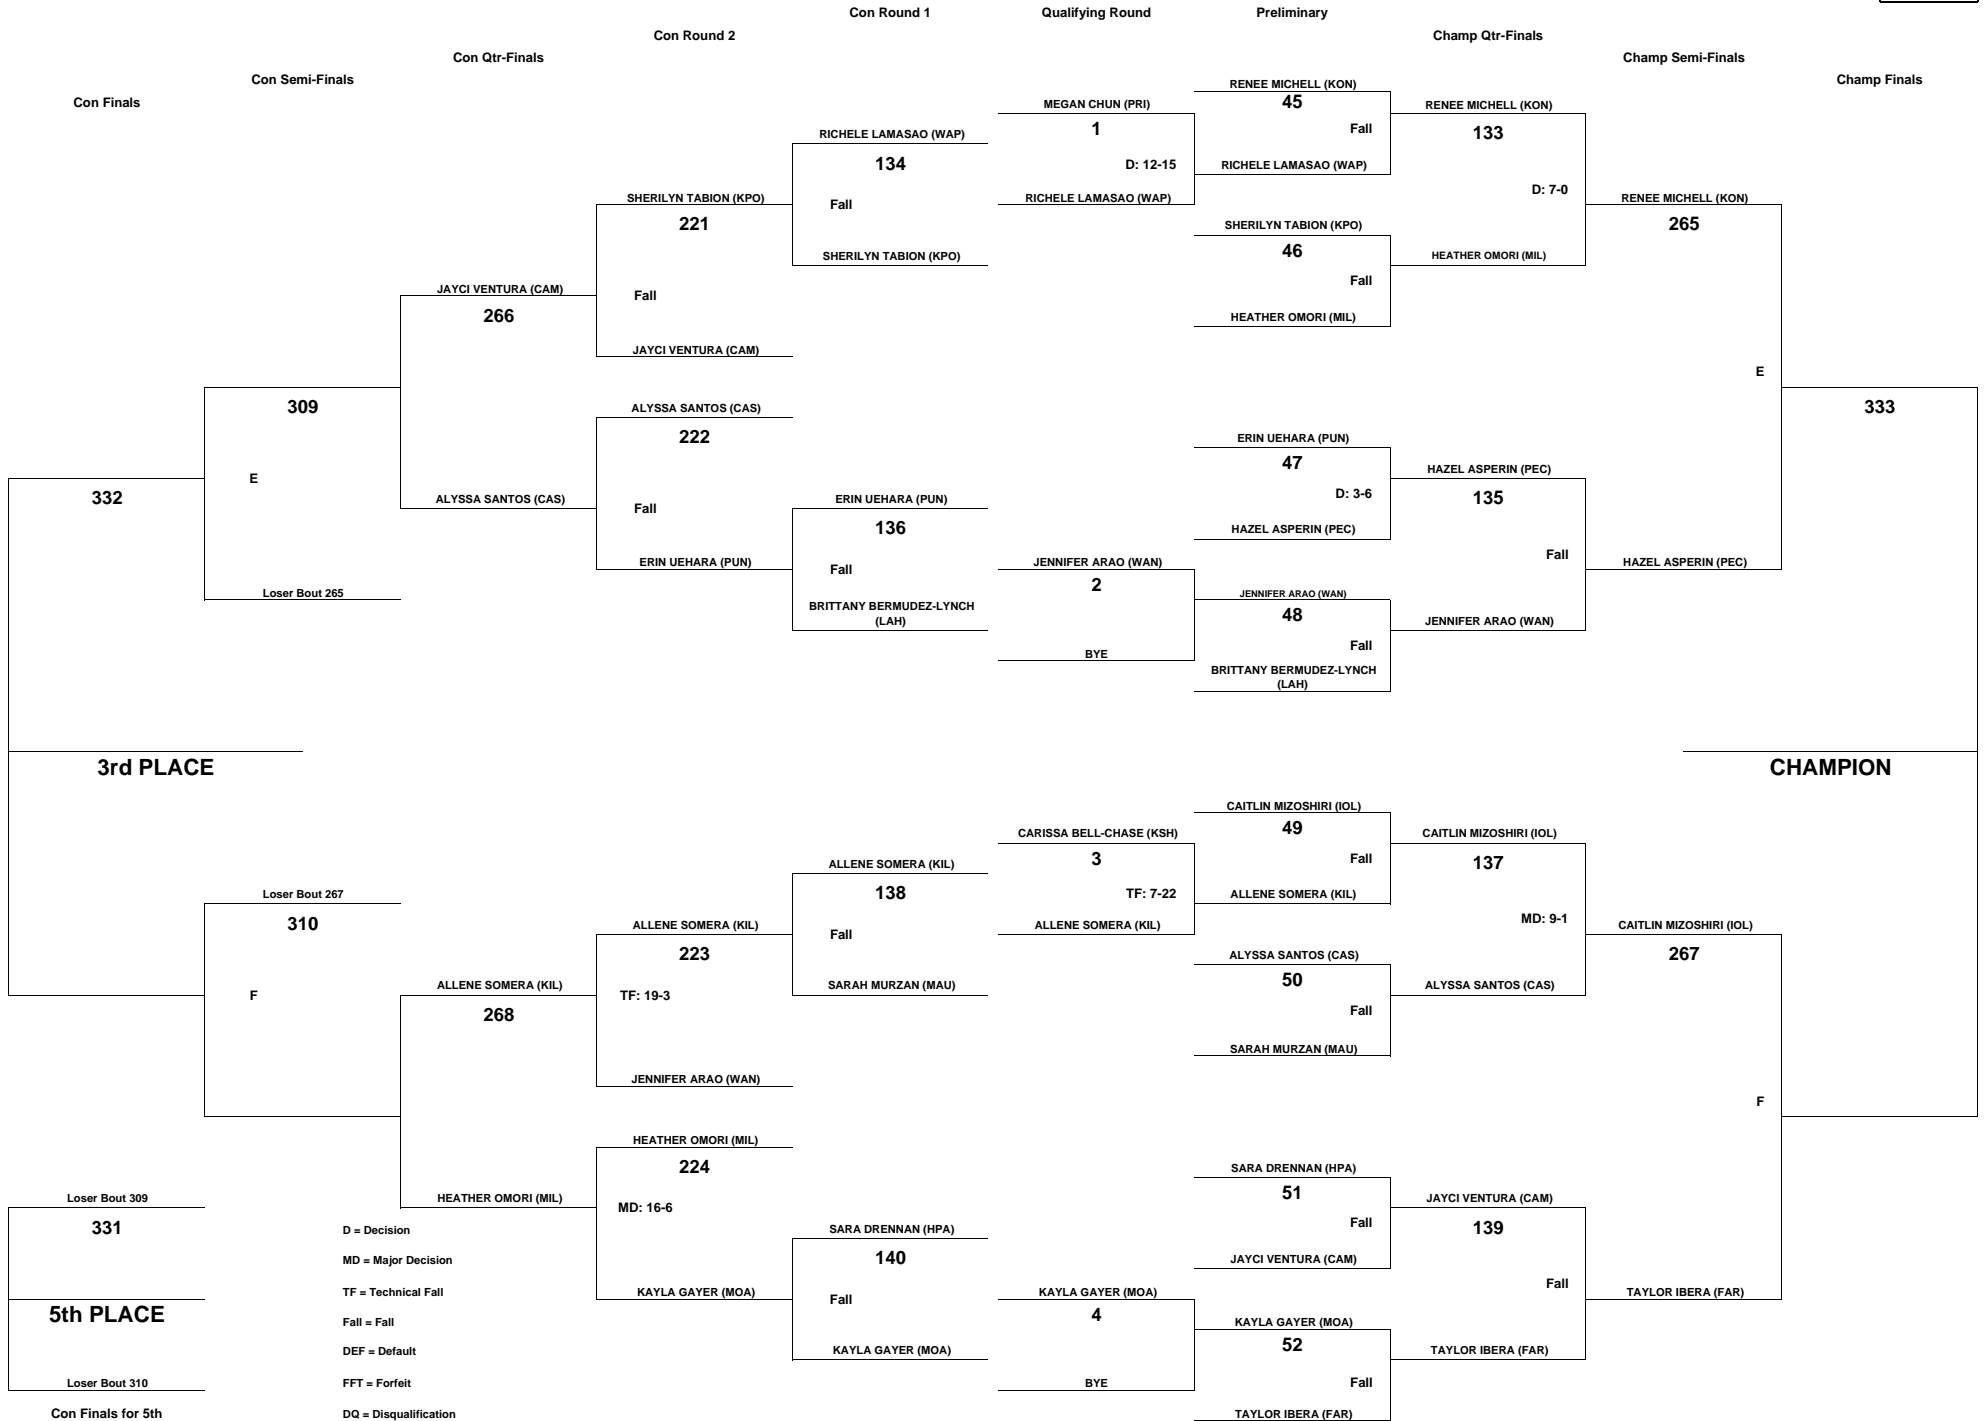 Con Round 1
Qualifying Round
Preliminary
Con Round 2
Champ Qtr-Finals
Con Qtr-Finals
Champ Semi-Finals
Con Semi-Finals
Champ Finals
Con Finals
RENEE MICHELL (KON)
45
Fall
RICHELE LAMASAO (WAP)
MEGAN CHUN (PRI)
1
D: 12-15
RICHELE LAMASAO (WAP)
RENEE MICHELL (KON)
133
D: 7-0
HEATHER OMORI (MIL)
RICHELE LAMASAO (WAP)
134
Fall
SHERILYN TABION (KPO)
SHERILYN TABION (KPO)
221
Fall
JAYCI VENTURA (CAM)
SHERILYN TABION (KPO)
46
Fall
HEATHER OMORI (MIL)
RENEE MICHELL (KON)
265
E
HAZEL ASPERIN (PEC)
JAYCI VENTURA (CAM)
266
ALYSSA SANTOS (CAS)
309
E
Loser Bout 265
333
ALYSSA SANTOS (CAS)
222
Fall
ERIN UEHARA (PUN)
ERIN UEHARA (PUN)
47
D: 3-6
HAZEL ASPERIN (PEC)
HAZEL ASPERIN (PEC)
135
Fall
JENNIFER ARAO (WAN)
332
ERIN UEHARA (PUN)
136
Fall
BRITTANY BERMUDEZ-LYNCH
(LAH)
JENNIFER ARAO (WAN)
2
BYE
JENNIFER ARAO (WAN)
48
Fall
BRITTANY BERMUDEZ-LYNCH
(LAH)
3rd PLACE
CHAMPION
CAITLIN MIZOSHIRI (IOL)
49
Fall
ALLENE SOMERA (KIL)
CARISSA BELL-CHASE (KSH)
3
TF: 7-22
ALLENE SOMERA (KIL)
CAITLIN MIZOSHIRI (IOL)
137
MD: 9-1
ALYSSA SANTOS (CAS)
ALLENE SOMERA (KIL)
138
Fall
SARAH MURZAN (MAU)
Loser Bout 267
310
F
ALLENE SOMERA (KIL)
223
TF: 19-3
JENNIFER ARAO (WAN)
CAITLIN MIZOSHIRI (IOL)
267
F
TAYLOR IBERA (FAR)
ALYSSA SANTOS (CAS)
50
Fall
SARAH MURZAN (MAU)
ALLENE SOMERA (KIL)
268
HEATHER OMORI (MIL)
HEATHER OMORI (MIL)
224
MD: 16-6
KAYLA GAYER (MOA)
SARA DRENNAN (HPA)
51
Fall
JAYCI VENTURA (CAM)
JAYCI VENTURA (CAM)
139
Fall
TAYLOR IBERA (FAR)
Loser Bout 309
331
5th PLACE
Loser Bout 310
Con Finals for 5th
SARA DRENNAN (HPA)
140
Fall
KAYLA GAYER (MOA)
KAYLA GAYER (MOA)
4
BYE
KAYLA GAYER (MOA)
52
Fall
TAYLOR IBERA (FAR)
D = Decision
MD = Major Decision
TF = Technical Fall
Fall = Fall
DEF = Default
FFT = Forfeit
DQ = Disqualification